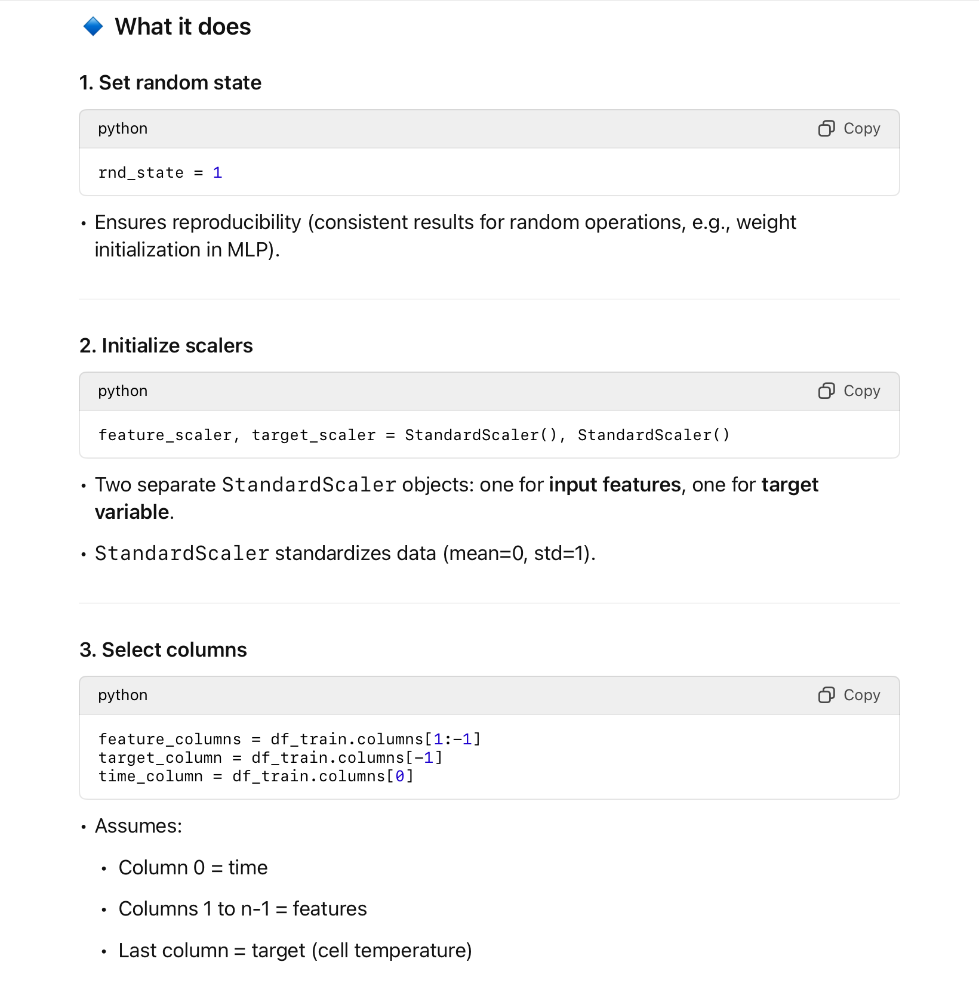 🔷 What it does
1. Set random state
python
Copy
rnd_state = 1
• Ensures reproducibility (consistent results for random operations, e.g., weight
initialization in MLP).
2. Initialize scalers
python
Copy
feature_scaler, target_scaler = StandardScaler(), StandardScaler()
• Two separate StandardScaler objects: one for input features, one for target
variable.
• StandardScaler standardizes data (mean=0, std=1).
3. Select columns
python
Copy
feature_columns = df_train.columns[1:-1]
target_column = df_train.columns[-1]
time_column = df_train.columns[0]
• Assumes:
• Column 0 = time
• Columns 1 to n-1 = features
• Last column = target (cell temperature)